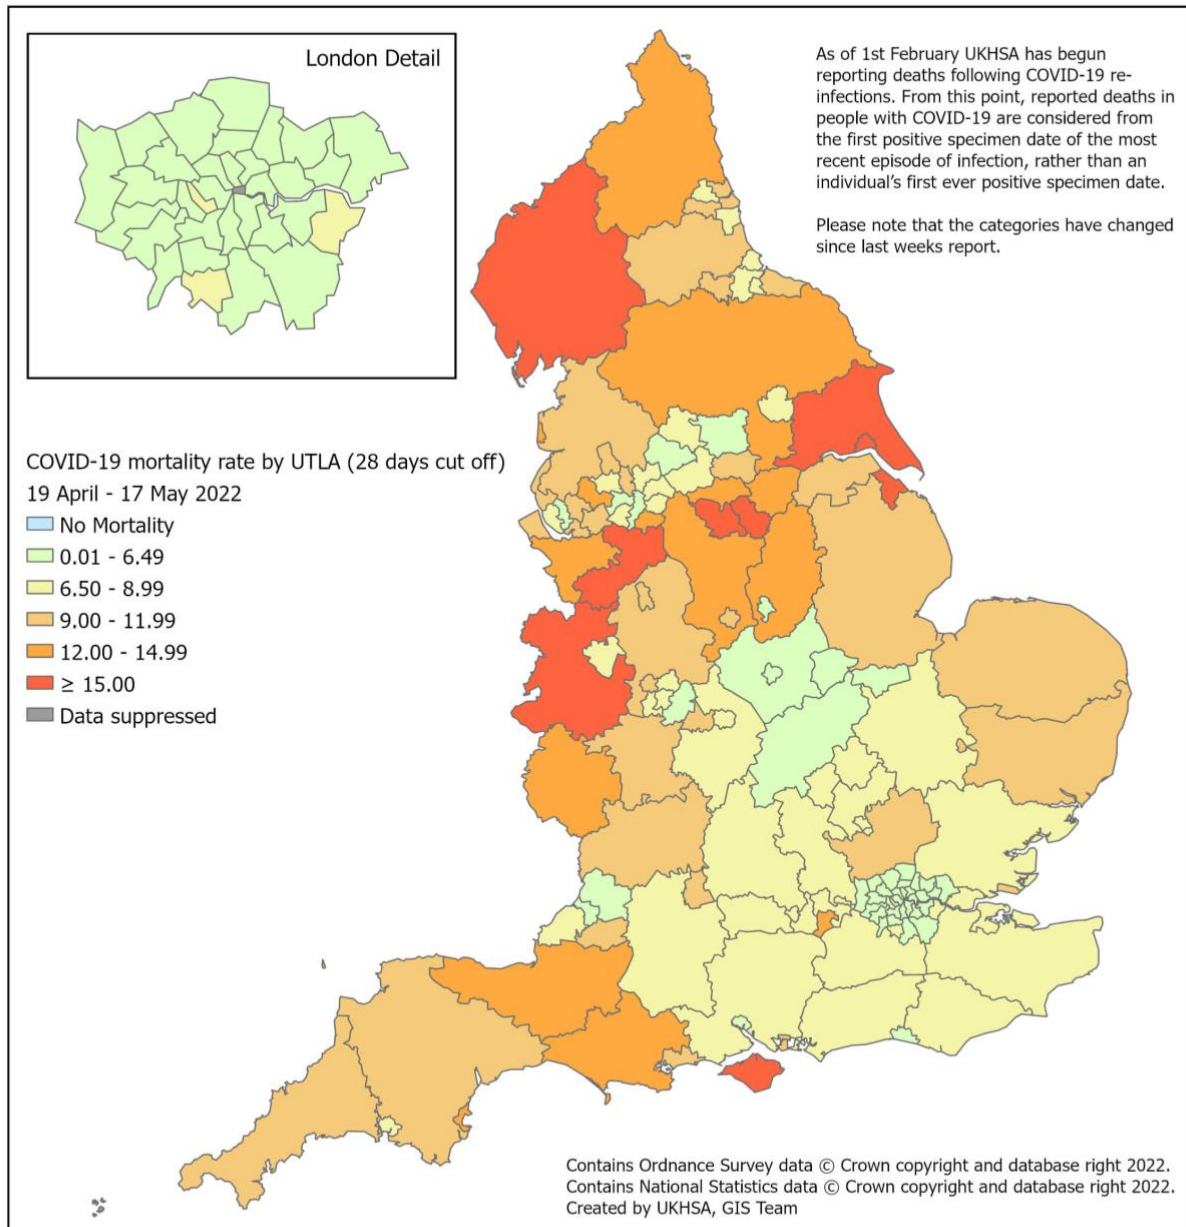 London Detail
As of 1st February UKHSA has begun
reporting deaths following COVID-19 re-
infections. From this point, reported deaths in
people with COVID-19 are considered from
the first positive specimen date of the most
recent episode of infection, rather than an
individual's first ever positive specimen date.
Please note that the categories have changed
since last weeks report.
COVID-19 mortality rate by UTLA (28 days cut off)
19 April - 17 May 2022
No Mortality
0.01 - 6.49
6.50 - 8.99
9.00 - 11.99
12.00 - 14.99
≥ 15.00
Data suppressed
Contains Ordnance Survey data © Crown copyright and database right 2022.
Contains National Statistics data © Crown copyright and database right 2022.
Created by UKHSA, GIS Team